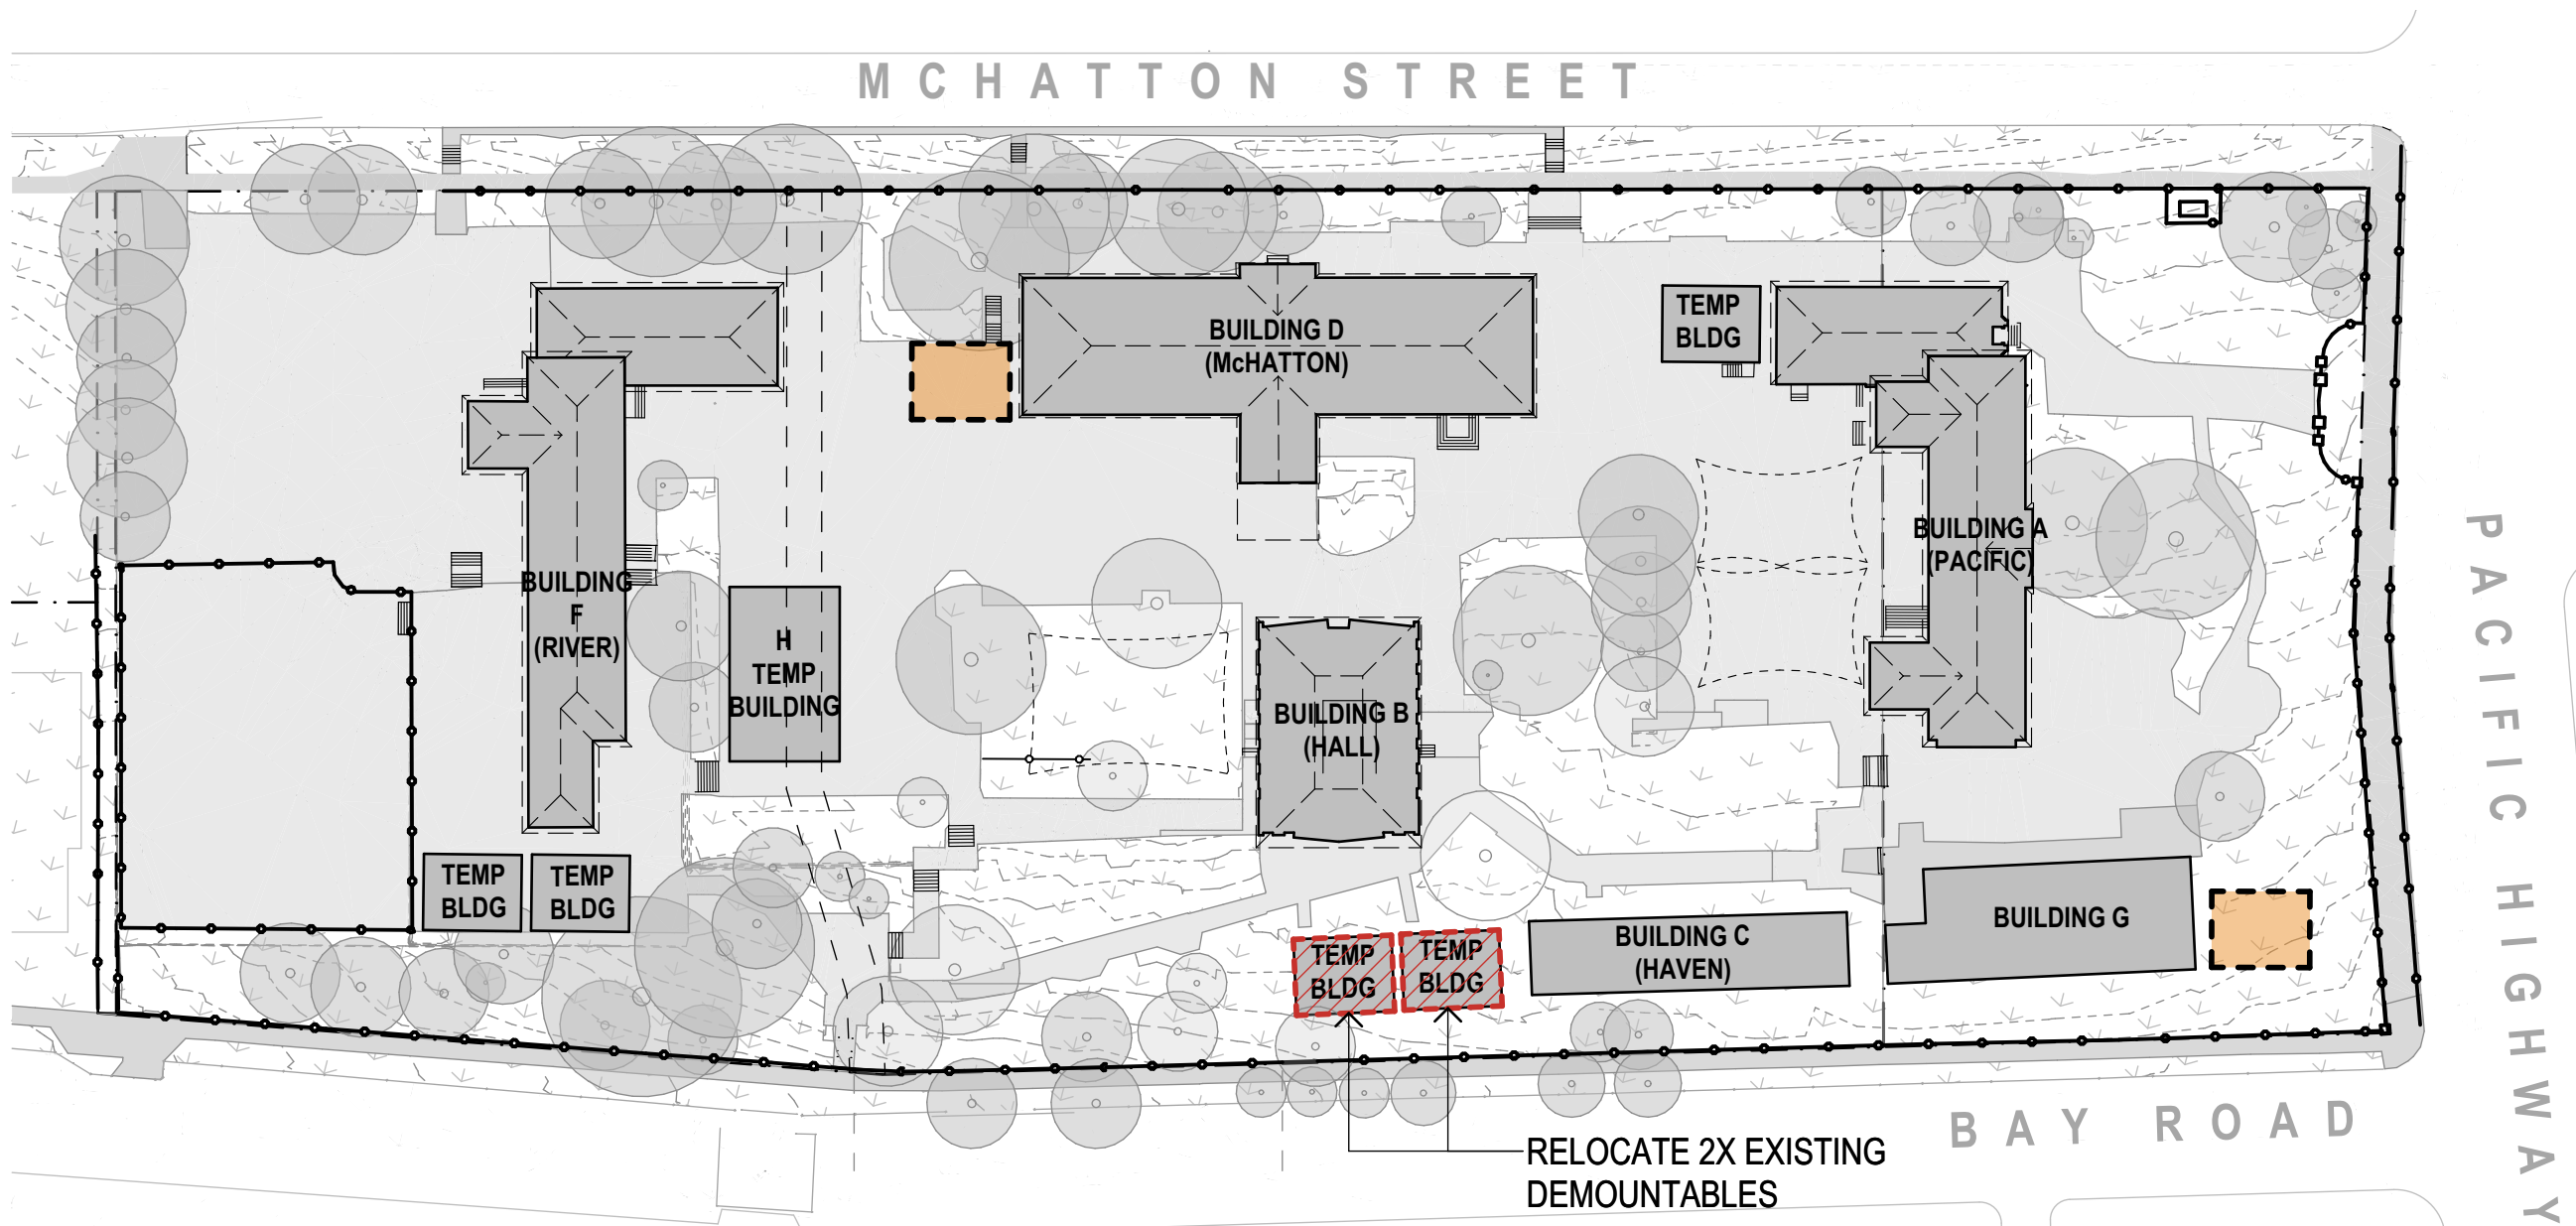 MCHATTON STREET
TEMP
BLDG
BUILDING D
(McHATTON)
BUILDING A
(PACIFIC)
BUILDING
F
(RIVER)
H
TEMP
BUILDING
BUILDING B
(HALL)
PACIFIC HIGHWAY
TEMP
BLDG
TEMP
BLDG
TEMP
BLDG
TEMP
BLDG
BUILDING C
(HAVEN)
BUILDING G
BAY ROAD
RELOCATE 2X EXISTING
DEMOUNTABLES